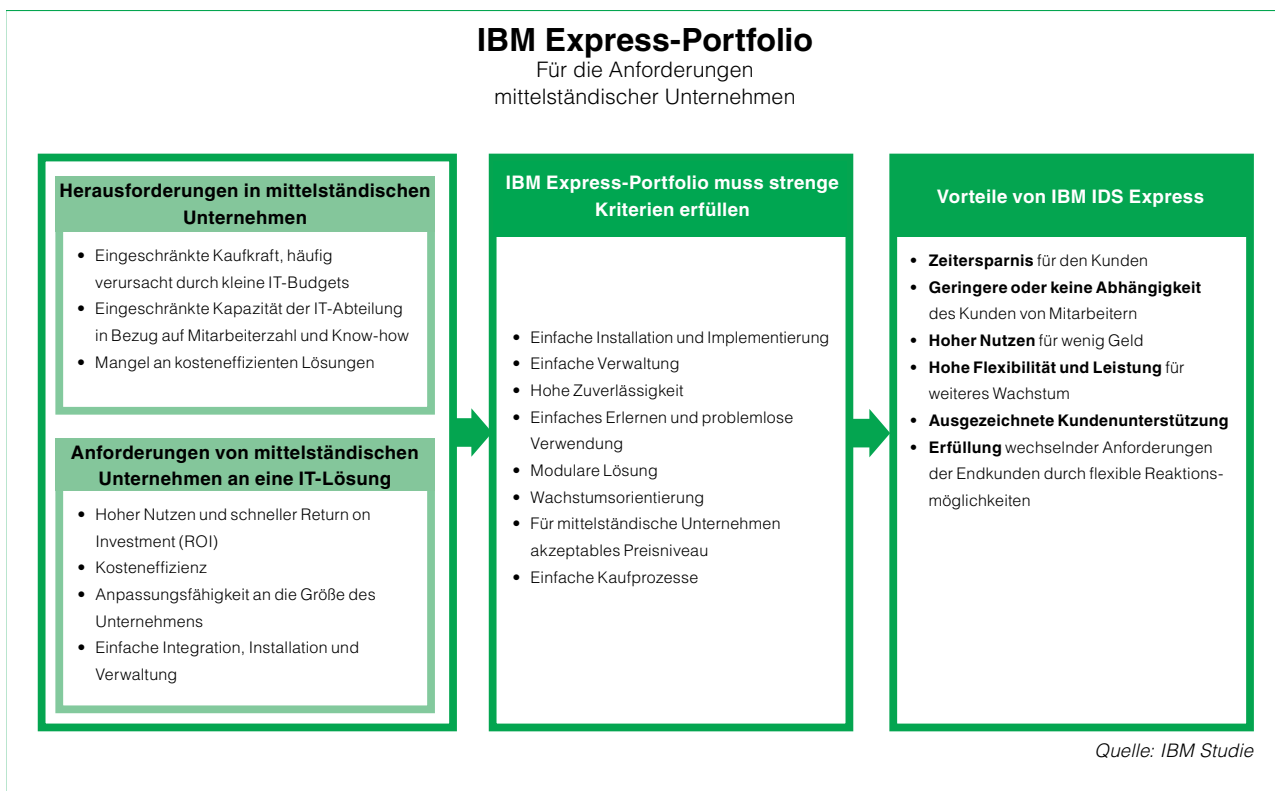 IBM Express-Portfolio
Für die Anforderungen
mittelständischer Unternehmen
Herausforderungen in mittelständischen
Unternehmen
• Eingeschränkte Kaufkraft, häufig
verursacht durch kleine IT-Budgets
• Eingeschränkte Kapazität der IT-Abteilung
in Bezug auf Mitarbeiterzahl und Know-how
• Mangel an kosteneffizienten Lösungen
Anforderungen von mittelständischen
Unternehmen an eine IT-Lösung
• Hoher Nutzen und schneller Return on
Investment (ROI)
• Kosteneffizienz
• Anpassungsfähigkeit an die Größe des
Unternehmens
• Einfache Integration, Installation und
Verwaltung
IBM Express-Portfolio muss strenge
Kriterien erfüllen
• Einfache Installation und Implementierung
• Einfache Verwaltung
• Hohe Zuverlässigkeit
• Einfaches Erlernen und problemlose
Verwendung
• Modulare Lösung
• Wachstumsorientierung
• Für mittelständische Unternehmen
akzeptables Preisniveau
• Einfache Kaufprozesse
Vorteile von IBM IDS Express
• Zeitersparnis für den Kunden
• Geringere oder keine Abhängigkeit
des Kunden von Mitarbeitern
• Hoher Nutzen für wenig Geld
• Hohe Flexibilität und Leistung für
weiteres Wachstum
• Ausgezeichnete Kundenunterstützung
• Erfüllung wechselnder Anforderungen
der Endkunden durch flexible Reaktions-
möglichkeiten
Quelle: IBM Studie